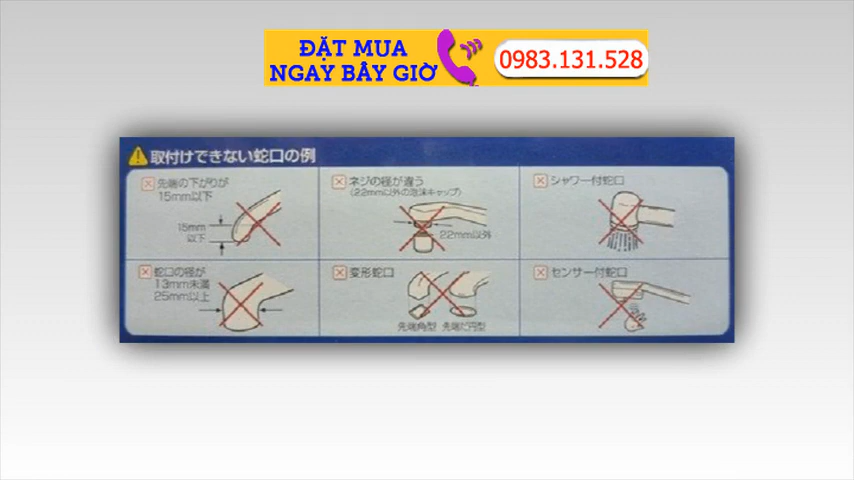 ĐẶT MUA
NGAY BÂY GIỜ
0983.131.528
取付けできない蛇口の例
先端の下がりが
15mm以下
15mm
以下
ネジの径が違う
(22mm以外の泡沫キャップ)
22mm以外
シャワー付蛇口
蛇口の径が
13mm未満
25mm以上
変形蛇口
先端角型 先端だ円型
センサー付蛇口